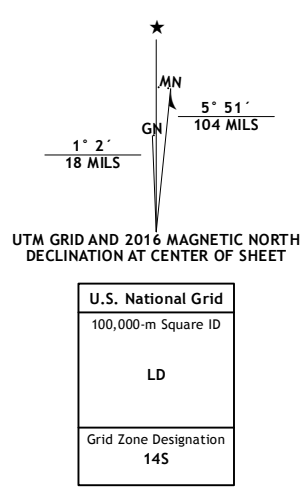 MN
GN
5° 51´
104 MILS
1° 2´
18 MILS
UTM GRID AND 2016 MAGNETIC NORTH
DECLINATION AT CENTER OF SHEET
U.S. National Grid
100,000-m Square ID
LD
Grid Zone Designation
14S